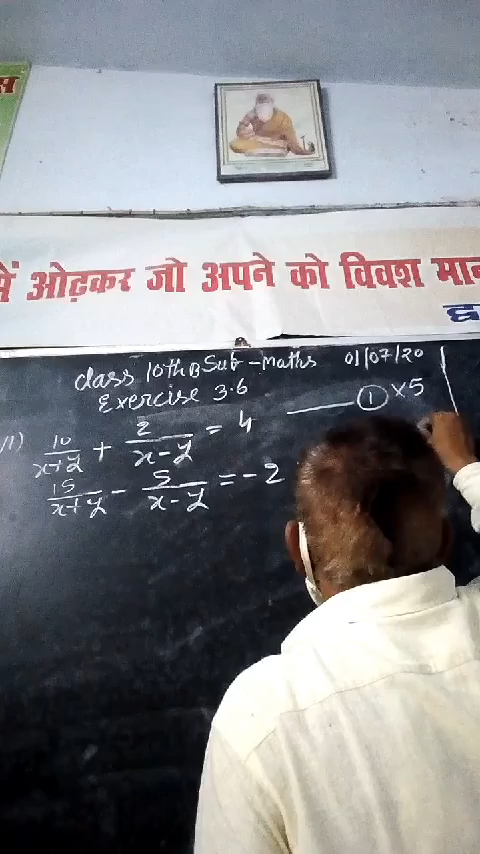 स
में ओढ़कर जो अपने को विवश मान
class 10th B Sub - Maths 01/07/20
Exercise 3.6
10/x+y + 2/x-y = 4 —— ① ×5
15/x+y - 5/x-y = -2